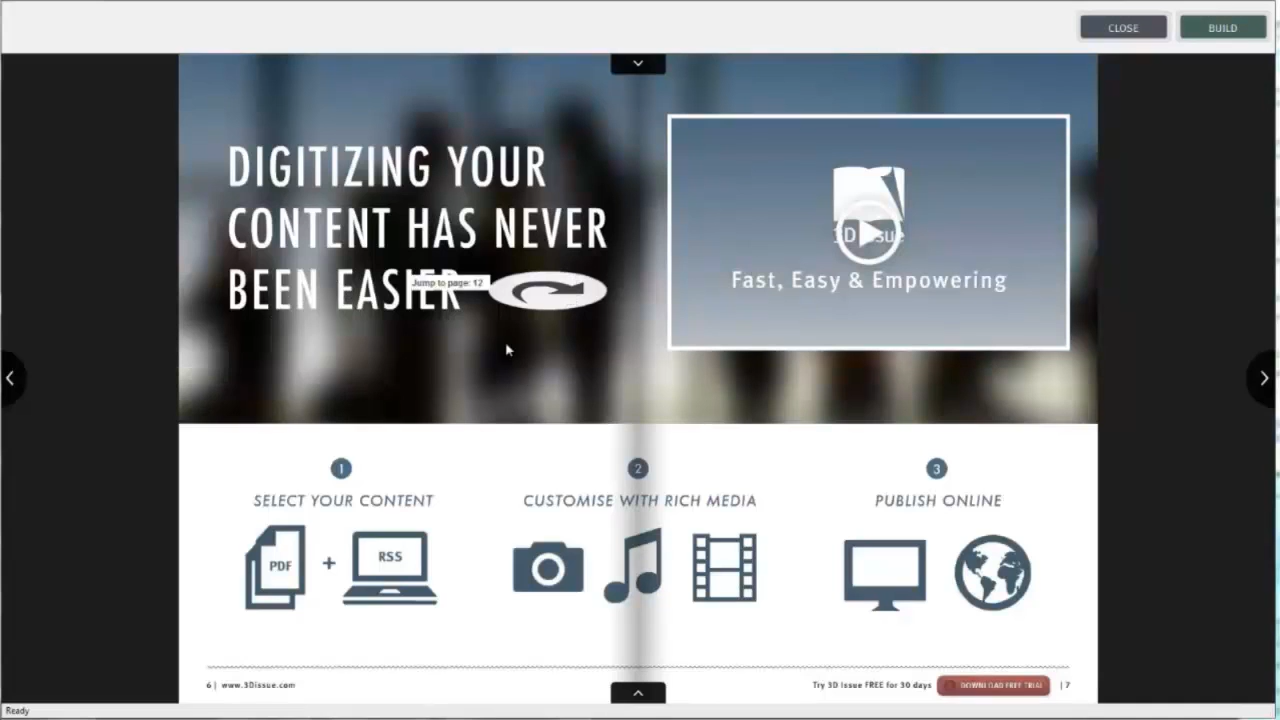 CLOSE
BUILD
DIGITIZING YOUR
CONTENT HAS NEVER
BEEN EASIER
Jump to page: 12
3D Issue
Fast, Easy & Empowering
1
2
3
SELECT YOUR CONTENT
CUSTOMISE WITH RICH MEDIA
PUBLISH ONLINE
PDF
+
RSS
6 | www.3Dissue.com
Try 3D Issue FREE for 30 days
DOWNLOAD FREE TRIAL
| 7
Ready